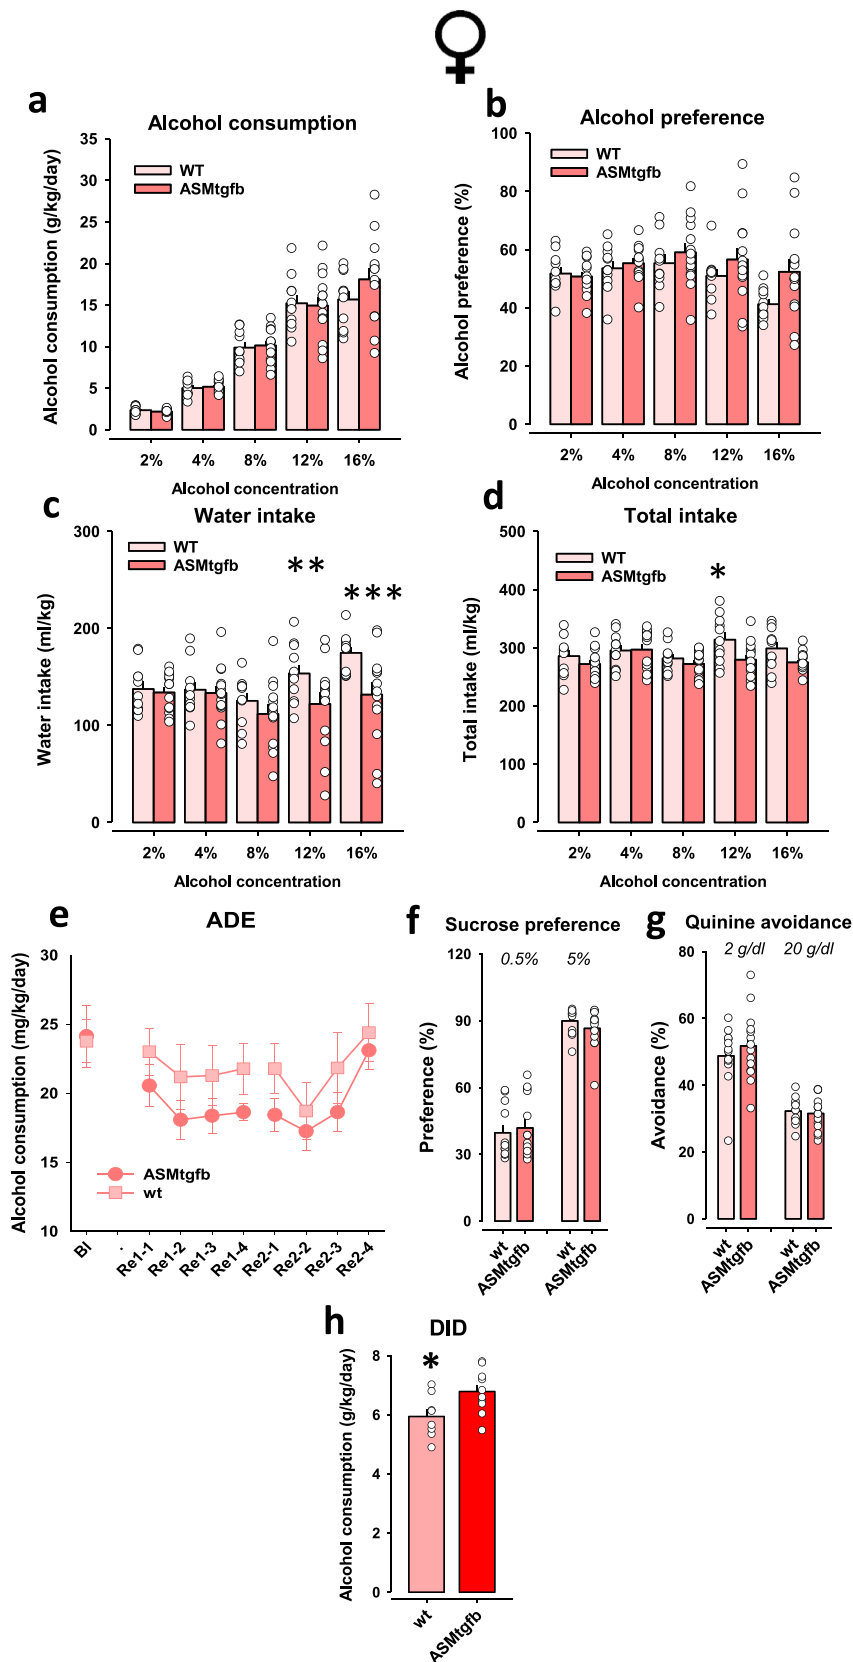 ♀
a
Alcohol consumption
35
30
25
20
15
10
5
0
Alcohol consumption (g/kg/day)
WT
ASMtgfb
2% 4% 8% 12% 16%
Alcohol concentration
b
Alcohol preference
100
80
60
40
20
0
Alcohol preference (%)
WT
ASMtgfb
2% 4% 8% 12% 16%
Alcohol concentration
c
Water intake
300
200
100
0
Water intake (ml/kg)
WT
ASMtgfb
**
***
2% 4% 8% 12% 16%
Alcohol concentration
d
Total intake
500
400
300
200
100
0
Total intake (ml/kg)
WT
ASMtgfb
*
2% 4% 8% 12% 16%
Alcohol concentration
e
ADE
30
25
20
15
10
Alcohol consumption (mg/kg/day)
ASMtgfb
wt
Bl . Re1-1 Re1-2 Re1-3 Re1-4 Re2-1 Re2-2 Re2-3 Re2-4
f
Sucrose preference
120
90
60
30
0
Preference (%)
0.5% 5%
wt ASMtgfb . wt ASMtgfb
g
Quinine avoidance
80
60
40
20
0
Avoidance (%)
2 g/dl 20 g/dl
wt ASMtgfb . wt ASMtgfb
h
DID
8
6
4
2
0
Alcohol consumption (g/kg/day)
*
wt ASMtgfb